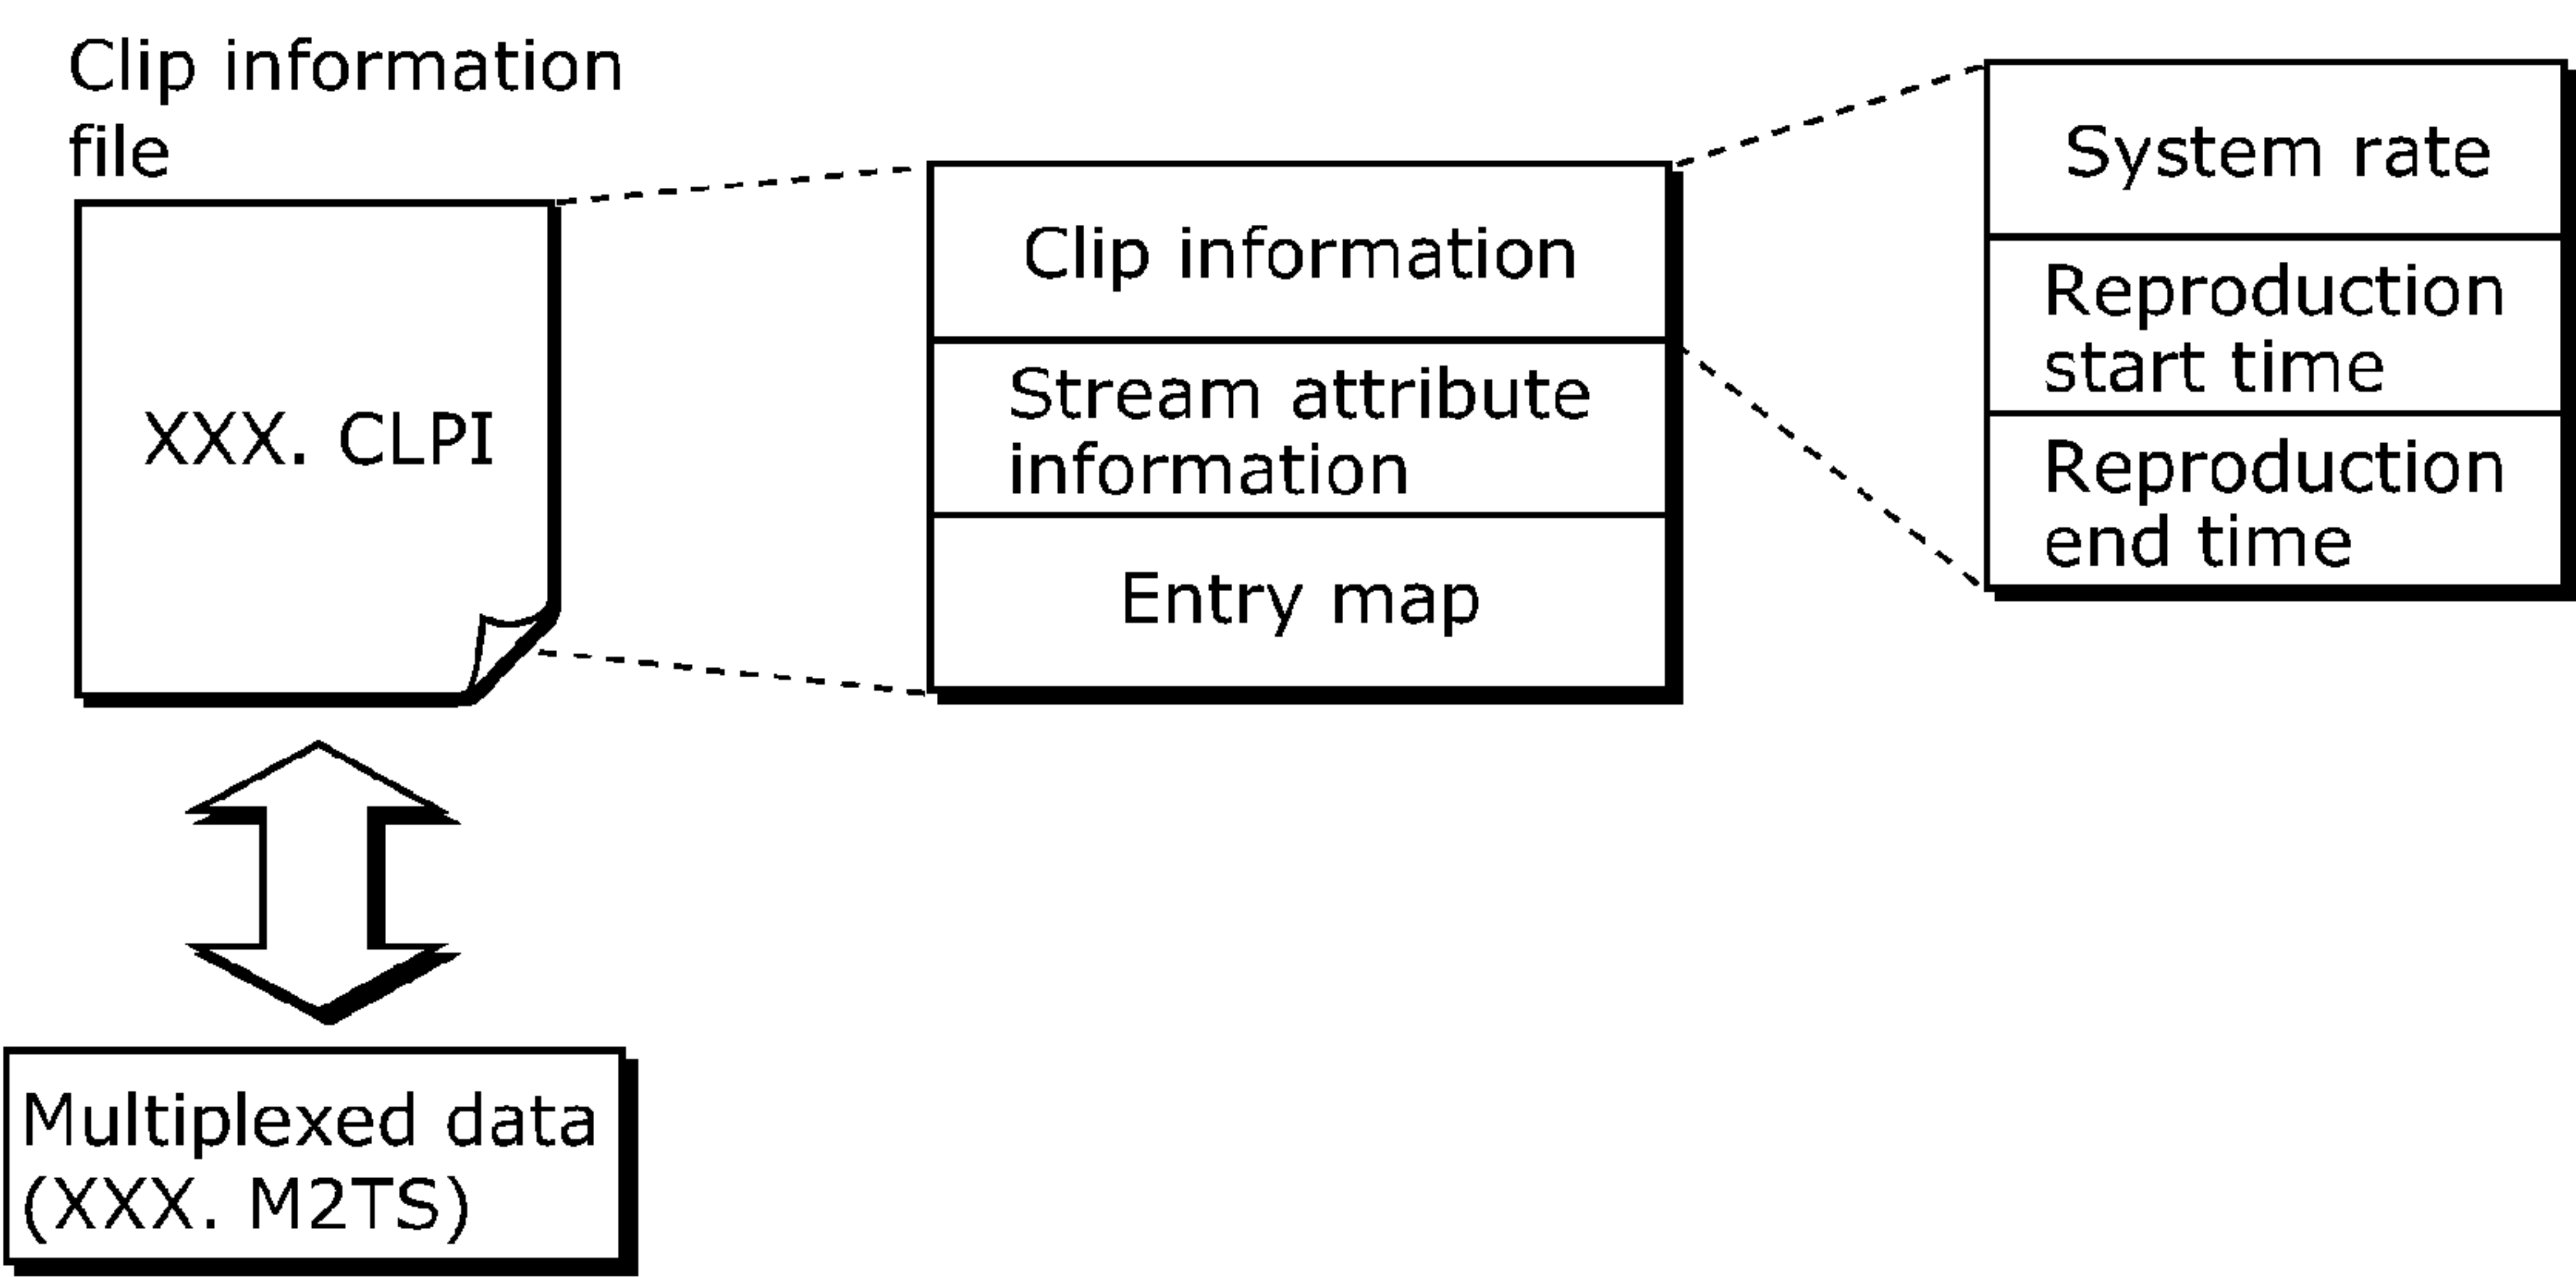 Clip information
file
XXX. CLPI
Multiplexed data
(XXX. M2TS)
Clip information
Stream attribute
information
Entry map
System rate
Reproduction
start time
Reproduction
end time